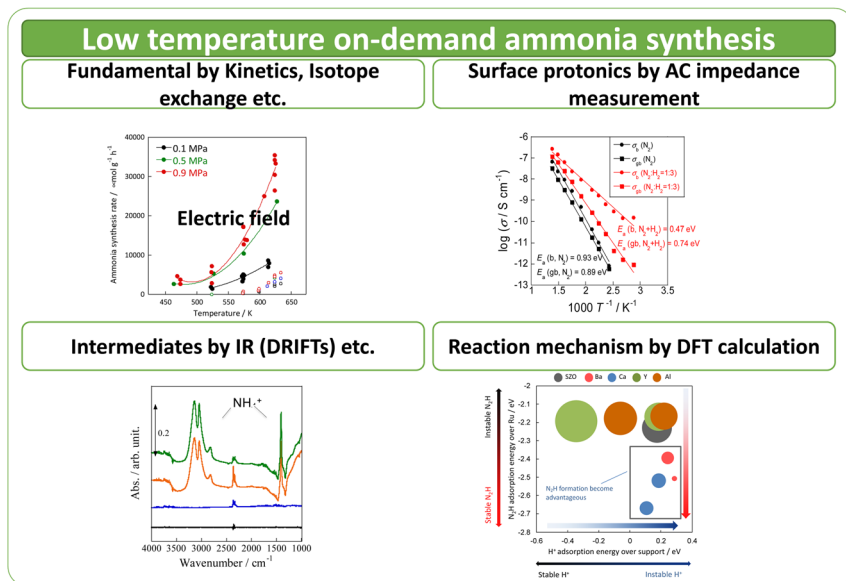 Low temperature on-demand ammonia synthesis
Fundamental by Kinetics, Isotope
exchange etc.
Surface protonics by AC impedance
measurement
40000
30000
20000
10000
0
0.1 MPa
0.5 MPa
0.9 MPa
Electric field
Ammonia synthesis rate / ∞mol g⁻¹ h⁻¹
400 450 500 550 600 650
Temperature / K
-6
-7
-8
-9
-10
-11
-12
-13
σb (N₂)
σgb (N₂)
σb (N₂:H₂=1:3)
σgb (N₂:H₂=1:3)
log (σ / S cm⁻¹)
Ea (b, N₂+H₂) = 0.47 eV
Ea (gb, N₂+H₂) = 0.74 eV
Ea (b, N₂) = 0.93 eV
Ea (gb, N₂) = 0.89 eV
1 1.5 2 2.5 3 3.5
1000 T⁻¹ / K⁻¹
Intermediates by IR (DRIFTs) etc.
Reaction mechanism by DFT calculation
0.2
Abs. / arb. unit.
4000 3500 3000 2500 2000 1500 1000
Wavenumber / cm⁻¹
SZO Ba Ca Y Al
Instable N₂H
Stable N₂H
N₂H adsorption energy over Ru / eV
-2
-2.1
-2.2
-2.3
-2.4
-2.5
-2.6
-2.7
-2.8
N₂H formation become
advantageous
-0.6 -0.4 -0.2 0 0.2 0.4
H⁺ adsorption energy over support / eV
Stable H⁺ Instable H⁺